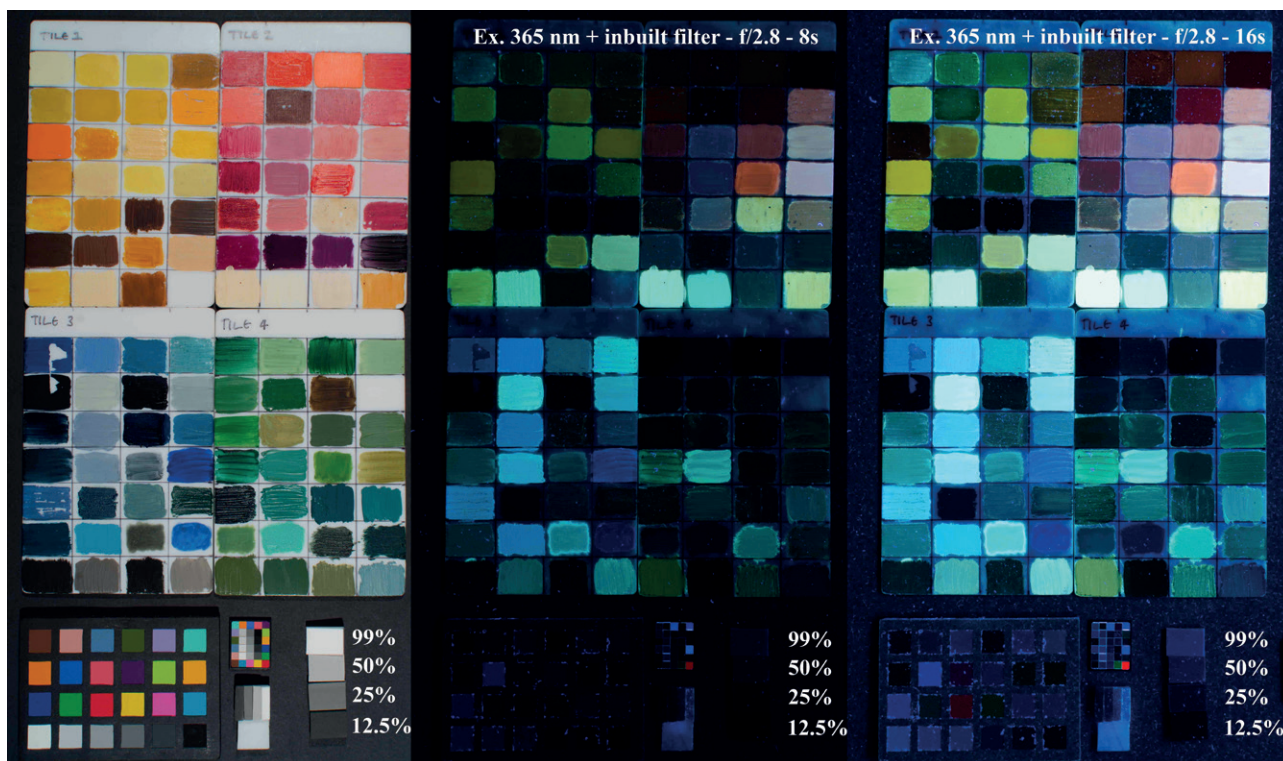 TILE 1
TILE 2
TILE 3
TILE 4
99%
50%
25%
12.5%
Ex. 365 nm + inbuilt filter - f/2.8 - 8s
99%
50%
25%
12.5%
Ex. 365 nm + inbuilt filter - f/2.8 - 16s
TILE 3
TILE 4
99%
50%
25%
12.5%